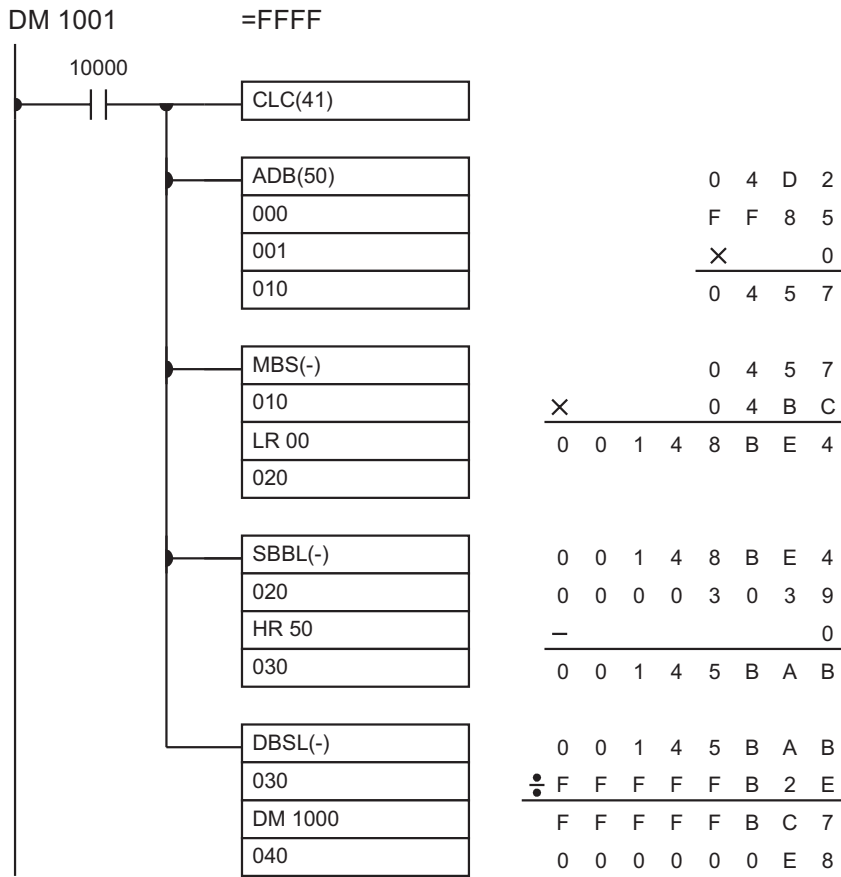 DM 1001 =FFFF
10000
CLC(41)
ADB(50)
000
001
010
0 4 D 2
F F 8 5
× 0
0 4 5 7
MBS(-)
010
LR 00
020
0 4 5 7
× 0 4 B C
0 0 1 4 8 B E 4
SBBL(-)
020
HR 50
030
0 0 1 4 8 B E 4
0 0 0 0 3 0 3 9
− 0
0 0 1 4 5 B A B
DBSL(-)
030
DM 1000
040
0 0 1 4 5 B A B
÷ F F F F F B 2 E
F F F F F B C 7
0 0 0 0 0 0 E 8